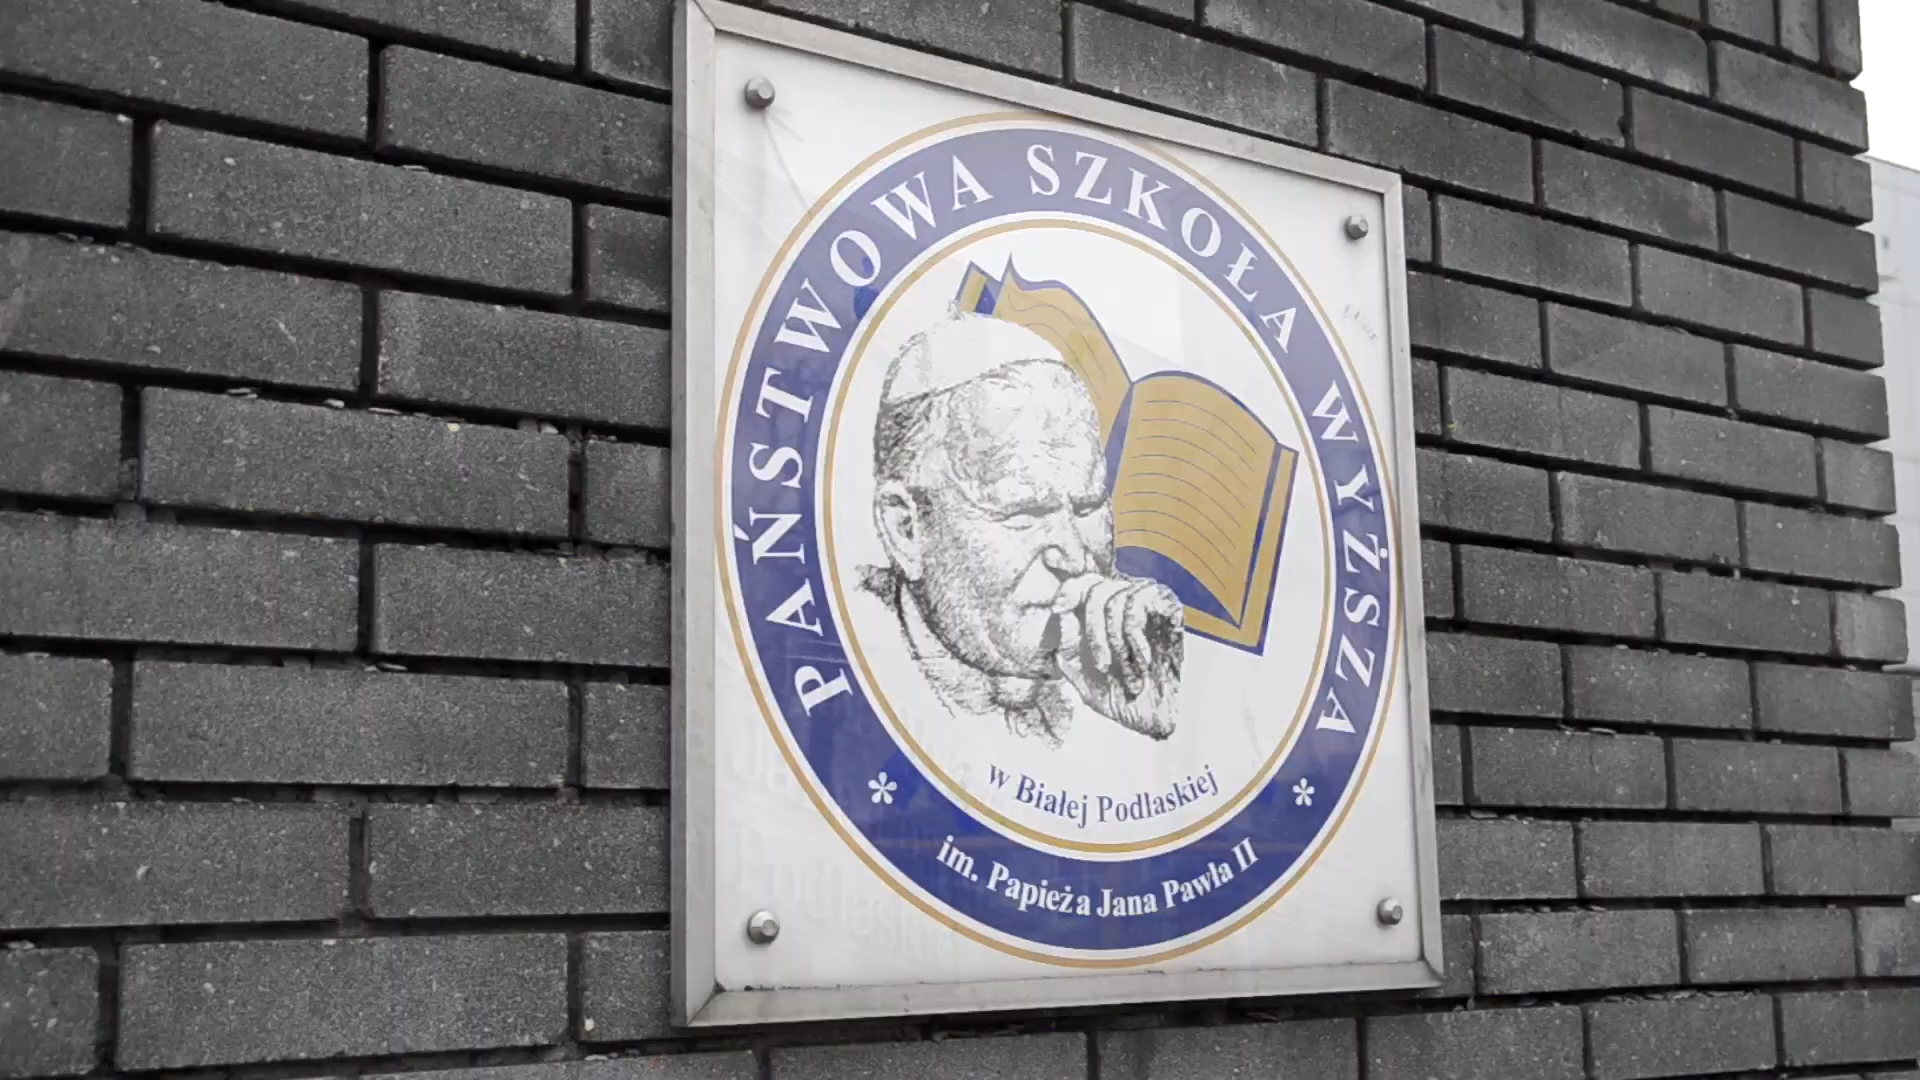 PAŃSTWOWA SZKOŁA WYŻSZA
w Białej Podlaskiej
im. Papieża Jana Pawła II